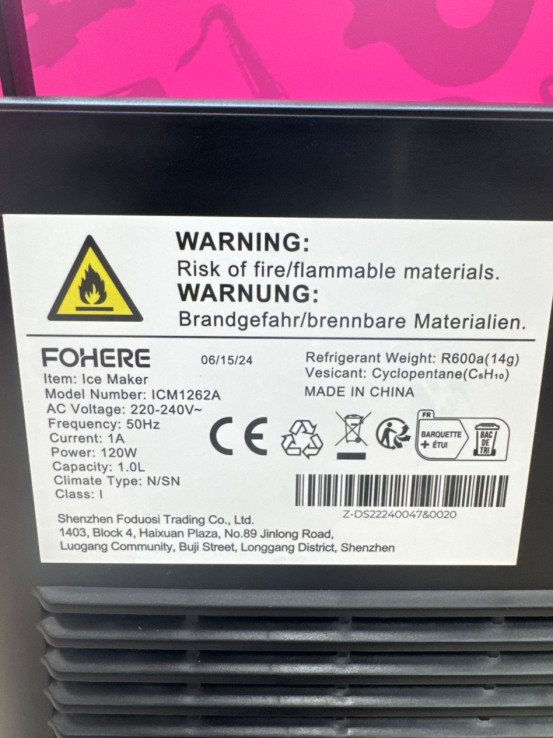 WARNING:
Risk of fire/flammable materials.
WARNUNG:
Brandgefahr/brennbare Materialien.
FOHERE
06/15/24
Item: Ice Maker
Model Number: ICM1262A
AC Voltage: 220-240V~
Frequency: 50Hz
Current: 1A
Power: 120W
Capacity: 1.0L
Climate Type: N/SN
Class: I
Refrigerant Weight: R600a(14g)
Vesicant: Cyclopentane(C₅H₁₀)
MADE IN CHINA
CE
FR
BARQUETTE
+ ÉTUI
BAC
DE
TRI
Z-DS22240047&0020
Shenzhen Foduosi Trading Co., Ltd.
1403, Block 4, Haixuan Plaza, No.89 Jinlong Road,
Luogang Community, Buji Street, Longgang District, Shenzhen